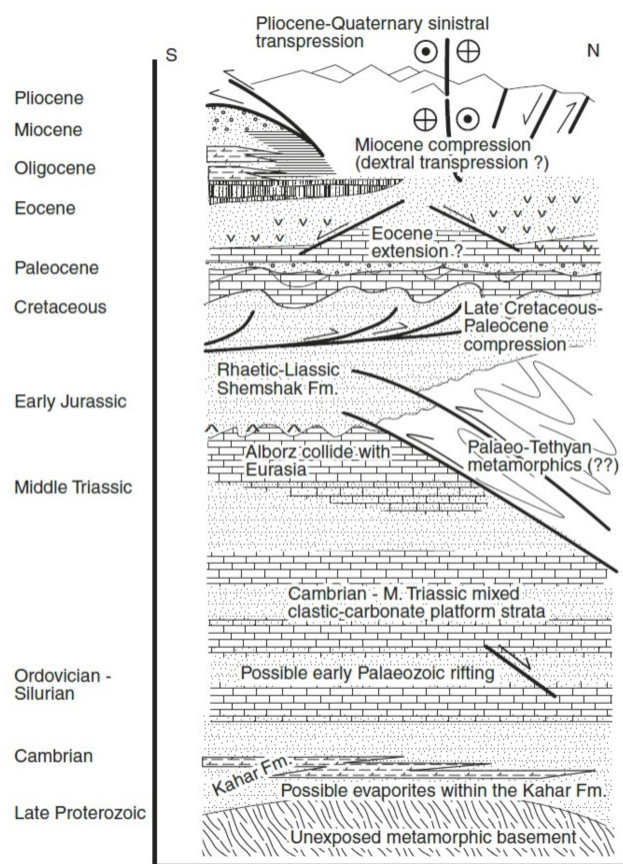 Pliocene-Quaternary sinistral
transpression
S
N
Pliocene
Miocene
Miocene compression
(dextral transpression ?)
Oligocene
Eocene
Eocene
extension ?
Paleocene
Cretaceous
Late Cretaceous-
Paleocene
compression
Rhaetic-Liassic
Shemshak Fm.
Early Jurassic
Alborz collide with
Eurasia
Palaeo-Tethyan
metamorphics (??)
Middle Triassic
Cambrian - M. Triassic mixed
clastic-carbonate platform strata
Ordovician -
Silurian
Possible early Palaeozoic rifting
Cambrian
Kahar Fm.
Possible evaporites within the Kahar Fm.
Late Proterozoic
Unexposed metamorphic basement